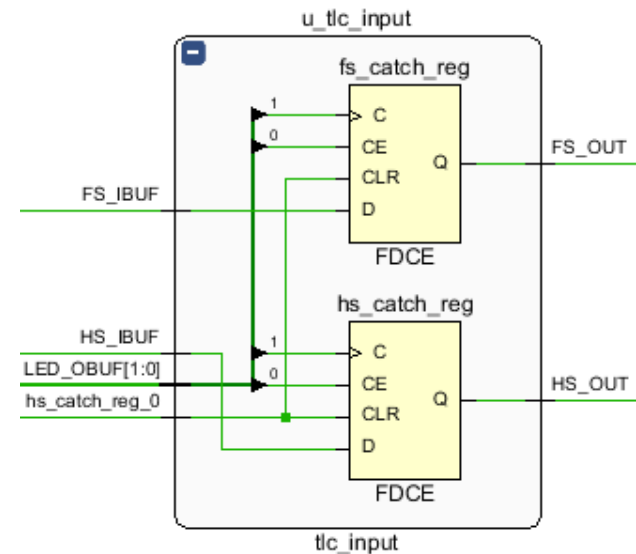 u_tlc_input
fs_catch_reg
1
C
0
CE
Q
FS_OUT
CLR
FS_IBUF
D
FDCE
hs_catch_reg
HS_IBUF
1
C
LED_OBUF[1:0]
0
CE
Q
HS_OUT
hs_catch_reg_0
CLR
D
FDCE
tlc_input